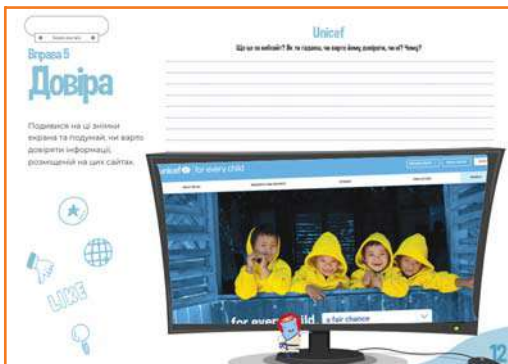 Вправа 5
Довіра
Подивися на ці знімки
екрана та подумай, чи варто
довіряти інформації,
розміщеній на цих сайтах.
LIKE
Unicef
Що це за вебсайт? Як ти гадаєш, чи варто йому довіряти, чи ні? Чому?
unicef for every child
for every child, a fair chance
12